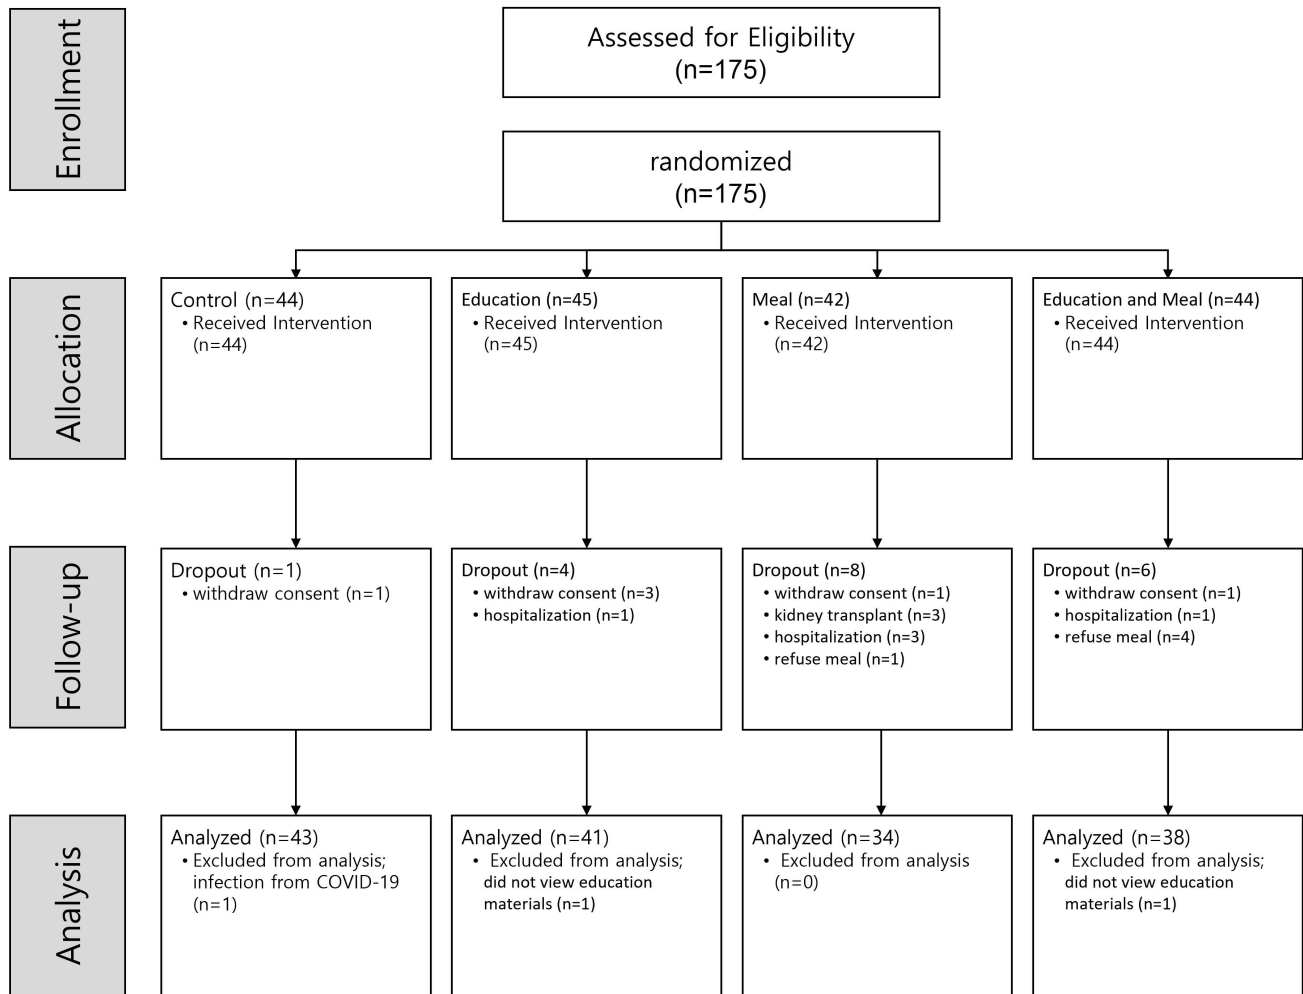 Enrollment
Assessed for Eligibility
(n=175)
randomized
(n=175)
Allocation
Control (n=44)
• Received Intervention
(n=44)
Education (n=45)
• Received Intervention
(n=45)
Meal (n=42)
• Received Intervention
(n=42)
Education and Meal (n=44)
• Received Intervention
(n=44)
Follow-up
Dropout (n=1)
• withdraw consent (n=1)
Dropout (n=4)
• withdraw consent (n=3)
• hospitalization (n=1)
Dropout (n=8)
• withdraw consent (n=1)
• kidney transplant (n=3)
• hospitalization (n=3)
• refuse meal (n=1)
Dropout (n=6)
• withdraw consent (n=1)
• hospitalization (n=1)
• refuse meal (n=4)
Analysis
Analyzed (n=43)
• Excluded from analysis;
infection from COVID-19
(n=1)
Analyzed (n=41)
• Excluded from analysis;
did not view education
materials (n=1)
Analyzed (n=34)
• Excluded from analysis
(n=0)
Analyzed (n=38)
• Excluded from analysis;
did not view education
materials (n=1)